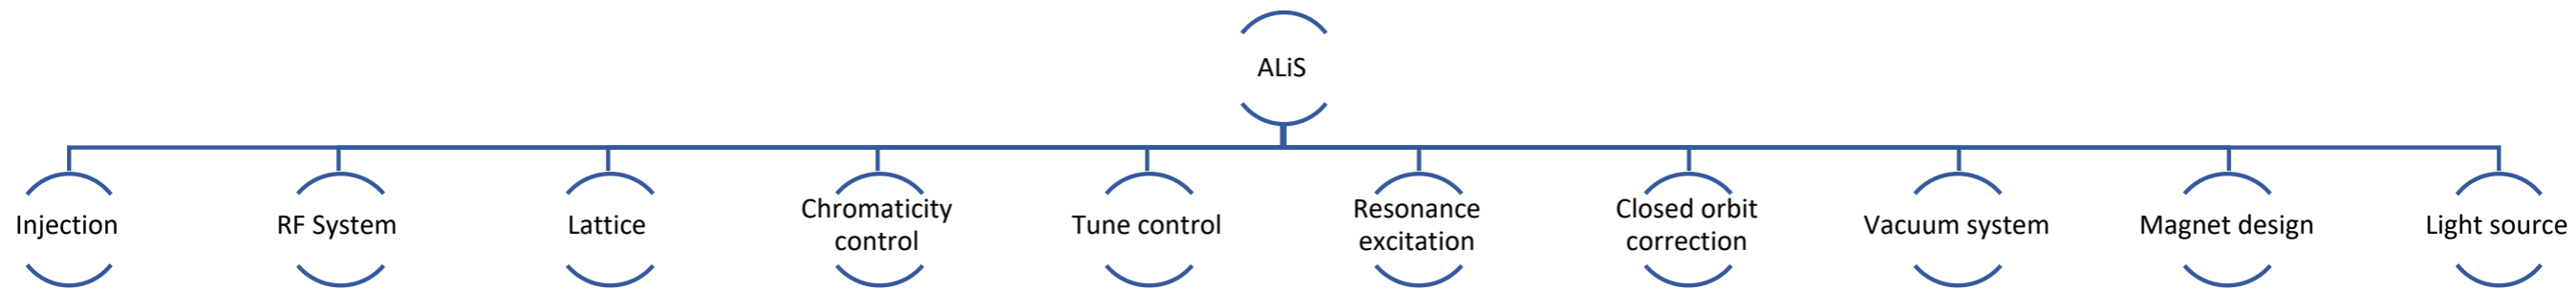 ALiS
Injection
RF System
Lattice
Chromaticity
control
Tune control
Resonance
excitation
Closed orbit
correction
Vacuum system
Magnet design
Light source